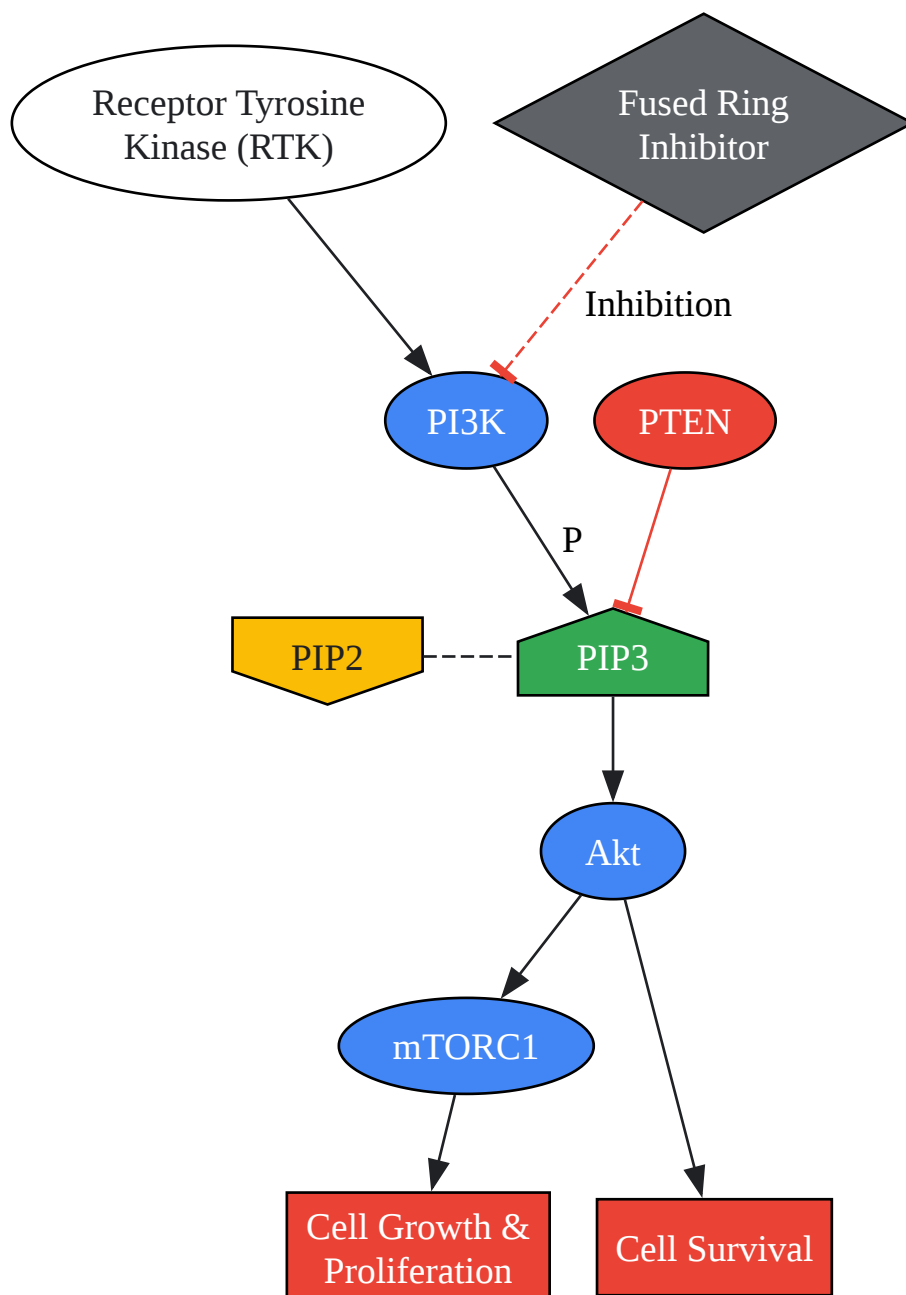 Receptor Tyrosine
Kinase (RTK)
Fused Ring
Inhibitor
Inhibition
PI3K
PTEN
P
PIP2
PIP3
Akt
mTORC1
Cell Growth &
Proliferation
Cell Survival